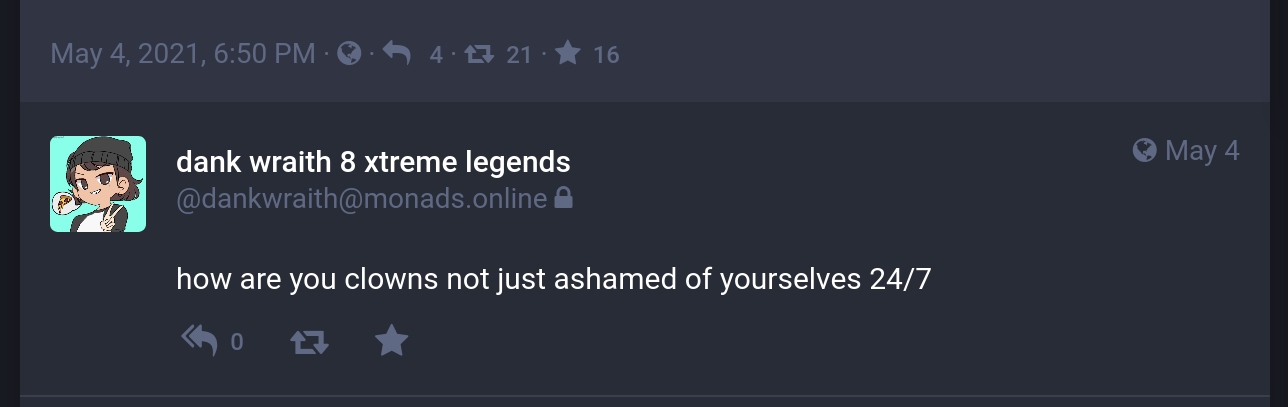 May 4, 2021, 6:50 PM · · 4 · 21 · 16
dank wraith 8 xtreme legends
May 4
@dankwraith@monads.online
how are you clowns not just ashamed of yourselves 24/7
0